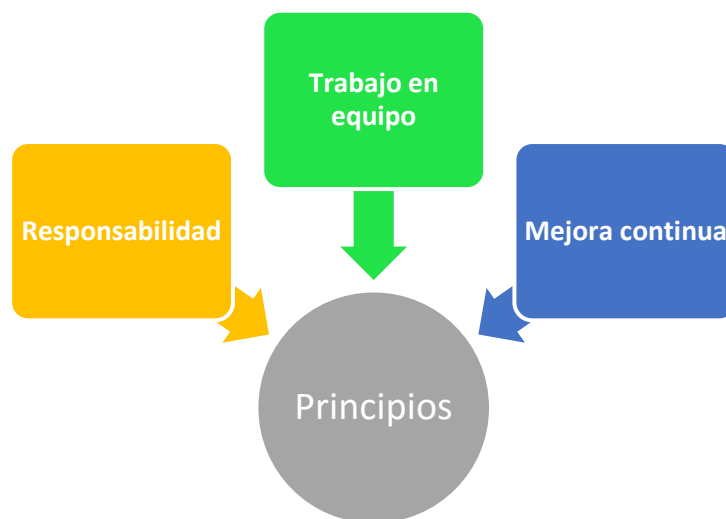 Trabajo en
equipo
Responsabilidad
Mejora continua
Principios